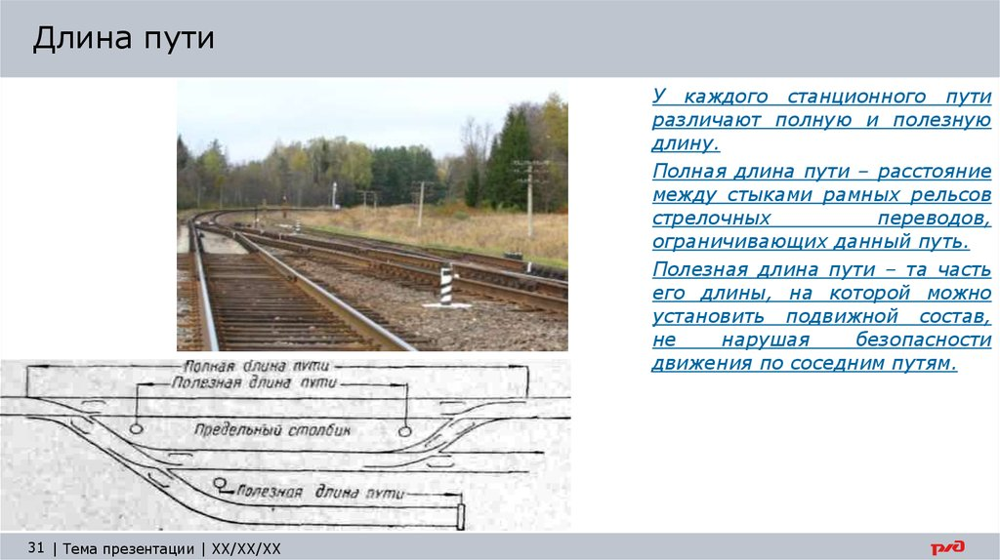 Длина пути
У каждого станционного пути
различают полную и полезную
длину.
Полная длина пути – расстояние
между стыками рамных рельсов
стрелочных переводов,
ограничивающих данный путь.
Полезная длина пути – та часть
его длины, на которой можно
установить подвижной состав,
не нарушая безопасности
движения по соседним путям.
Полная длина пути
Полезная длина пути
Предельный столбик
Полезная длина пути
31 | Тема презентации | XX/XX/XX
ржд